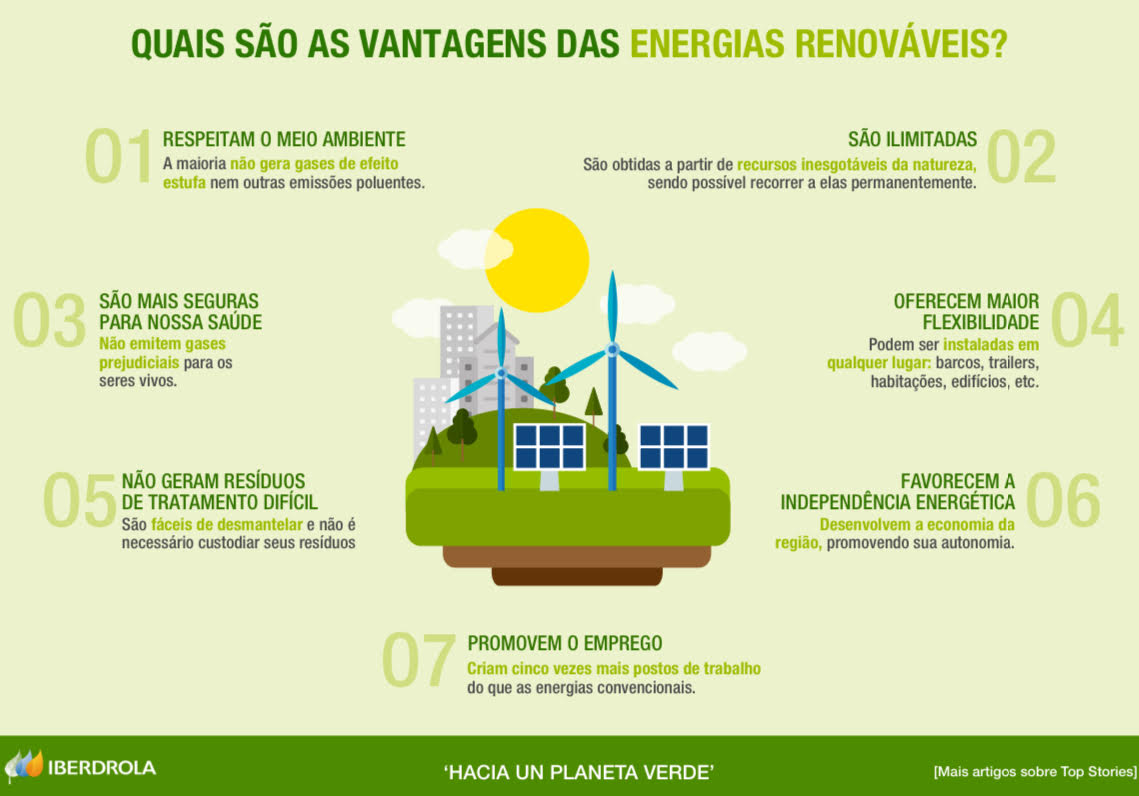 QUAIS SÃO AS VANTAGENS DAS ENERGIAS RENOVÁVEIS?
01
RESPEITAM O MEIO AMBIENTE
A maioria não gera gases de efeito
estufa nem outras emissões poluentes.
02
SÃO ILIMITADAS
São obtidas a partir de recursos inesgotáveis da natureza,
sendo possível recorrer a elas permanentemente.
03
SÃO MAIS SEGURAS
PARA NOSSA SAÚDE
Não emitem gases
prejudiciais para os
seres vivos.
04
OFERECEM MAIOR
FLEXIBILIDADE
Podem ser instaladas em
qualquer lugar: barcos, trailers,
habitações, edifícios, etc.
05
NÃO GERAM RESÍDUOS
DE TRATAMENTO DIFÍCIL
São fáceis de desmantelar e não é
necessário custodiar seus resíduos
06
FAVORECEM A
INDEPENDÊNCIA ENERGÉTICA
Desenvolvem a economia da
região, promovendo sua autonomia.
07
PROMOVEM O EMPREGO
Criam cinco vezes mais postos de trabalho
do que as energias convencionais.
IBERDROLA
‘HACIA UN PLANETA VERDE’
[Mais artigos sobre Top Stories]